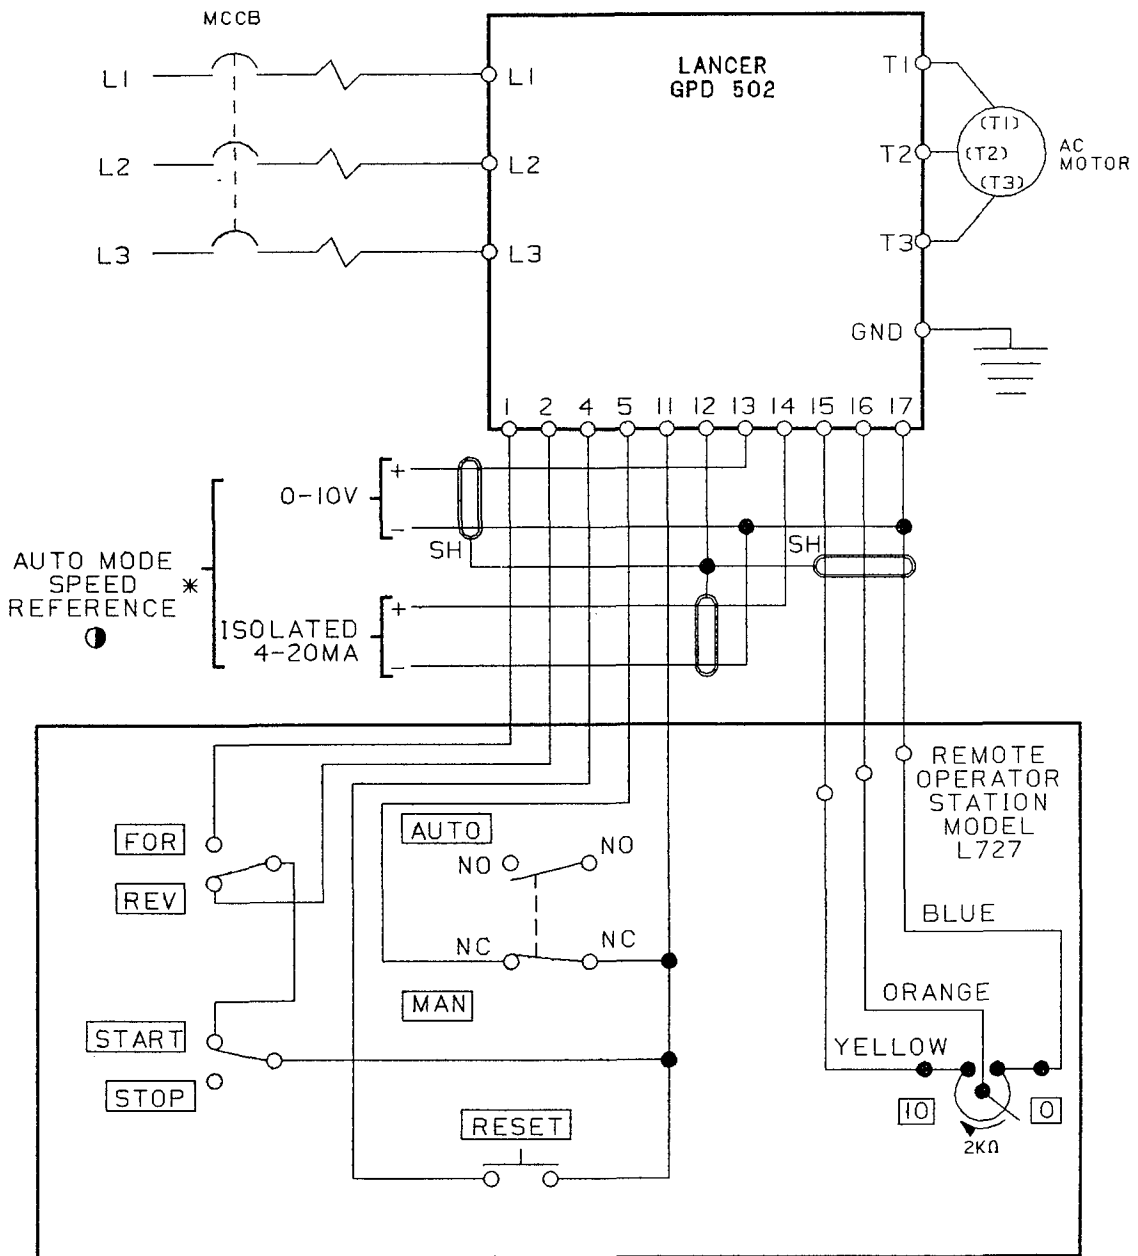 MCCB
LANCER
GPD 502
L1
L1
T1
(T1)
L2
L2
T2
(T2)
AC
MOTOR
(T3)
L3
L3
T3
GND
1 2 4 5 11 12 13 14 15 16 17
+
0-10V
-
SH
SH
AUTO MODE
SPEED
REFERENCE
*
+
ISOLATED
4-20MA
-
REMOTE
OPERATOR
STATION
MODEL
L727
FOR
REV
AUTO
NO
NO
NC
NC
MAN
BLUE
ORANGE
START
YELLOW
STOP
10
0
2KΩ
RESET